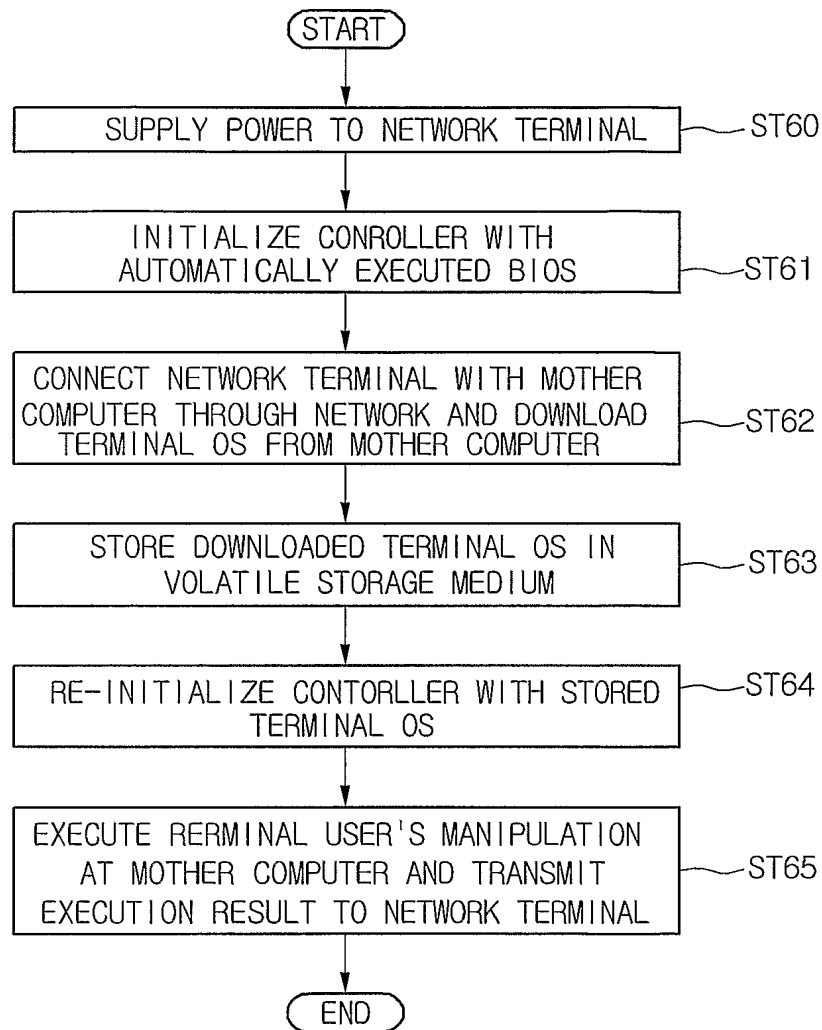 START
SUPPLY POWER TO NETWORK TERMINAL
ST60
INITIALIZE CONROLLER WITH
AUTOMATICALLY EXECUTED BIOS
ST61
CONNECT NETWORK TERMINAL WITH MOTHER
COMPUTER THROUGH NETWORK AND DOWNLOAD
TERMINAL OS FROM MOTHER COMPUTER
ST62
STORE DOWNLOADED TERMINAL OS IN
VOLATILE STORAGE MEDIUM
ST63
RE-INITIALIZE CONTORLLER WITH STORED
TERMINAL OS
ST64
EXECUTE RERMINAL USER'S MANIPULATION
AT MOTHER COMPUTER AND TRANSMIT
EXECUTION RESULT TO NETWORK TERMINAL
ST65
END